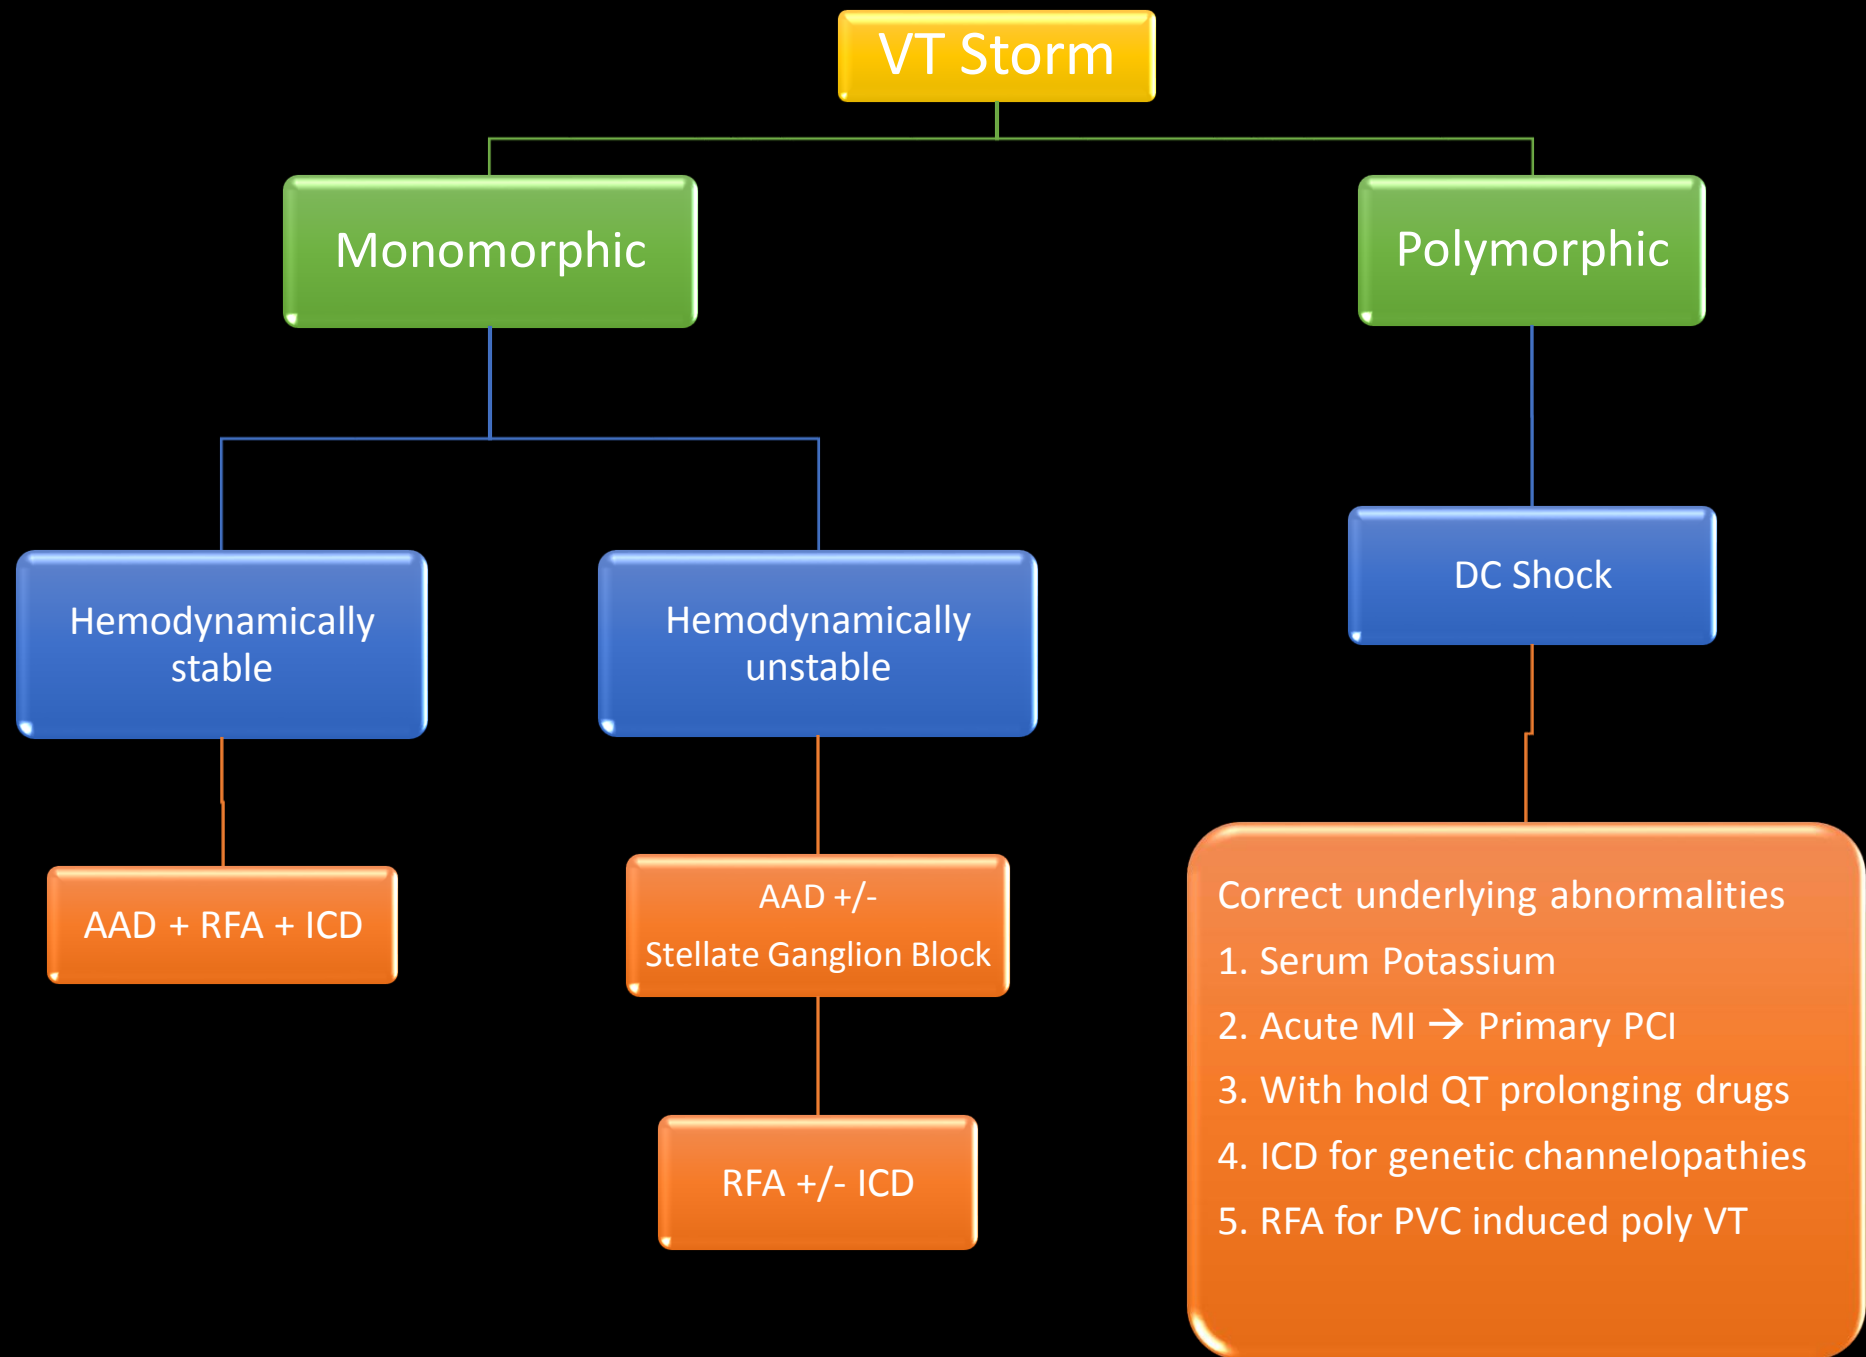 VT Storm
Monomorphic
Polymorphic
Hemodynamically
stable
Hemodynamically
unstable
DC Shock
AAD + RFA + ICD
AAD +/-
Stellate Ganglion Block
RFA +/- ICD
Correct underlying abnormalities
1. Serum Potassium
2. Acute MI → Primary PCI
3. With hold QT prolonging drugs
4. ICD for genetic channelopathies
5. RFA for PVC induced poly VT